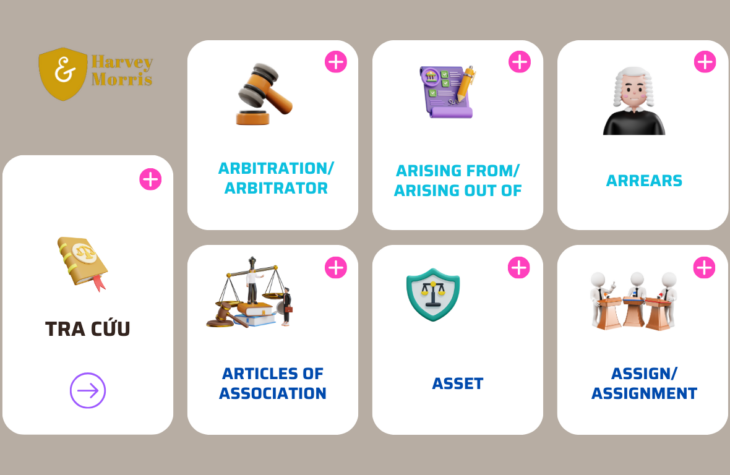 &
Harvey
Morris
ARBITRATION/
ARBITRATOR
ARISING FROM/
ARISING OUT OF
ARREARS
TRA CỨU
ARTICLES OF
ASSOCIATION
ASSET
ASSIGN/
ASSIGNMENT